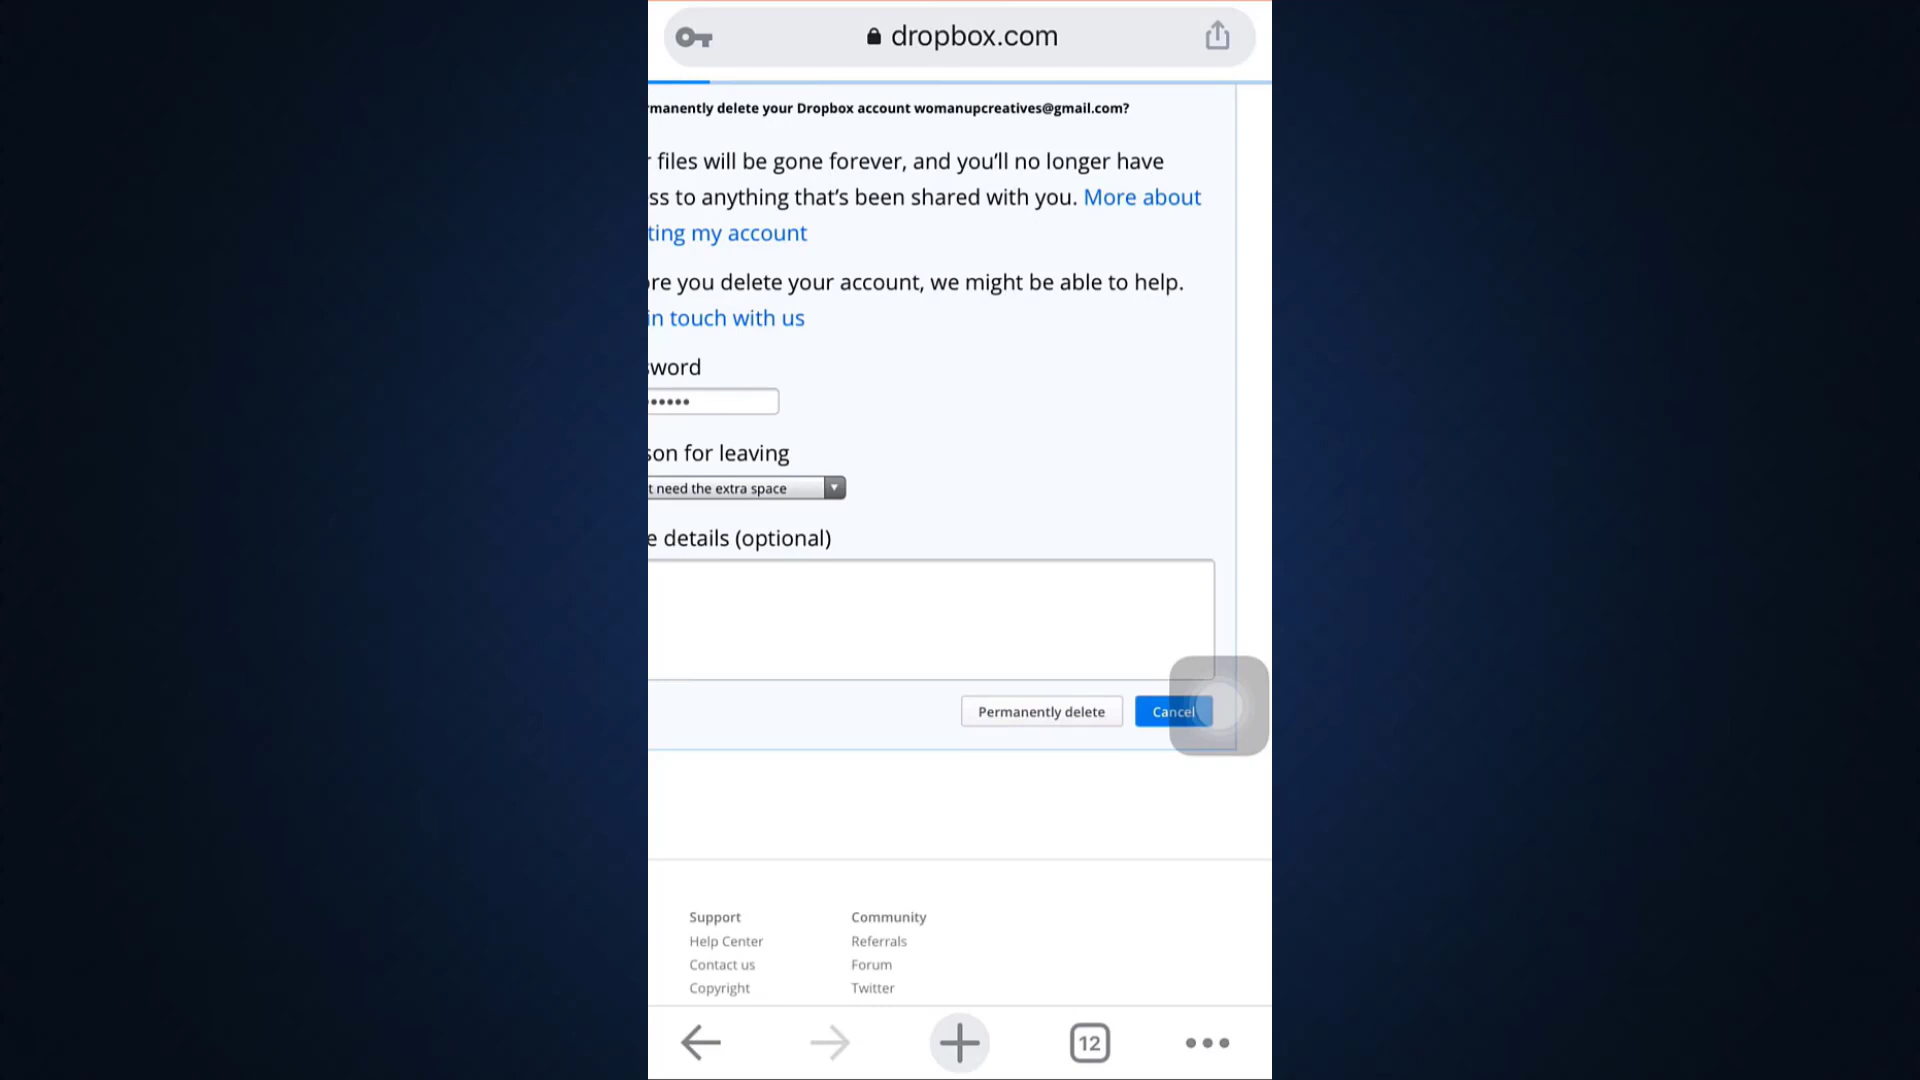 dropbox.com
manently delete your Dropbox account womanupcreatives@gmail.com?
files will be gone forever, and you'll no longer have
ss to anything that's been shared with you. More about
ting my account
re you delete your account, we might be able to help.
in touch with us
sword
son for leaving
t need the extra space
e details (optional)
Permanently delete
Cancel
Support
Community
Help Center
Referrals
Contact us
Forum
Copyright
Twitter
12